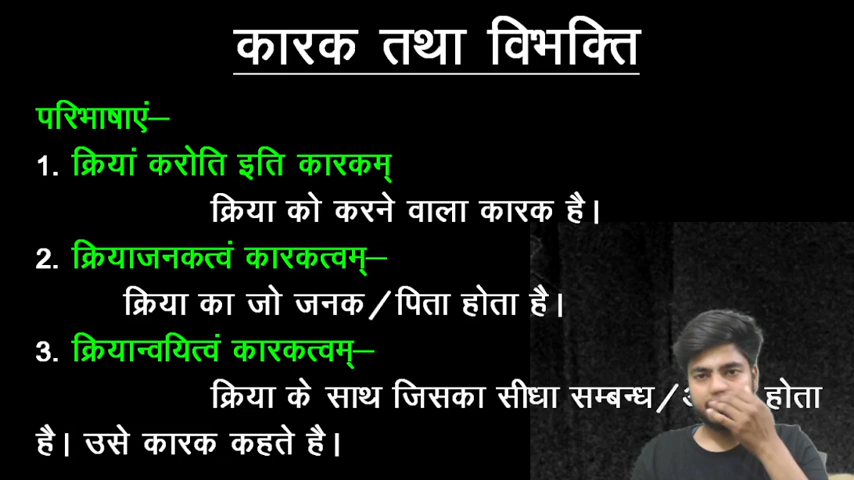 कारक तथा विभक्ति
परिभाषाएं–
1. क्रियां करोति इति कारकम्
क्रिया को करने वाला कारक है।
2. क्रियाजनकत्वं कारकत्वम्–
क्रिया का जो जनक/पिता होता है।
3. क्रियान्वयित्वं कारकत्वम्–
क्रिया के साथ जिसका सीधा सम्बन्ध/ होता
है। उसे कारक कहते है।